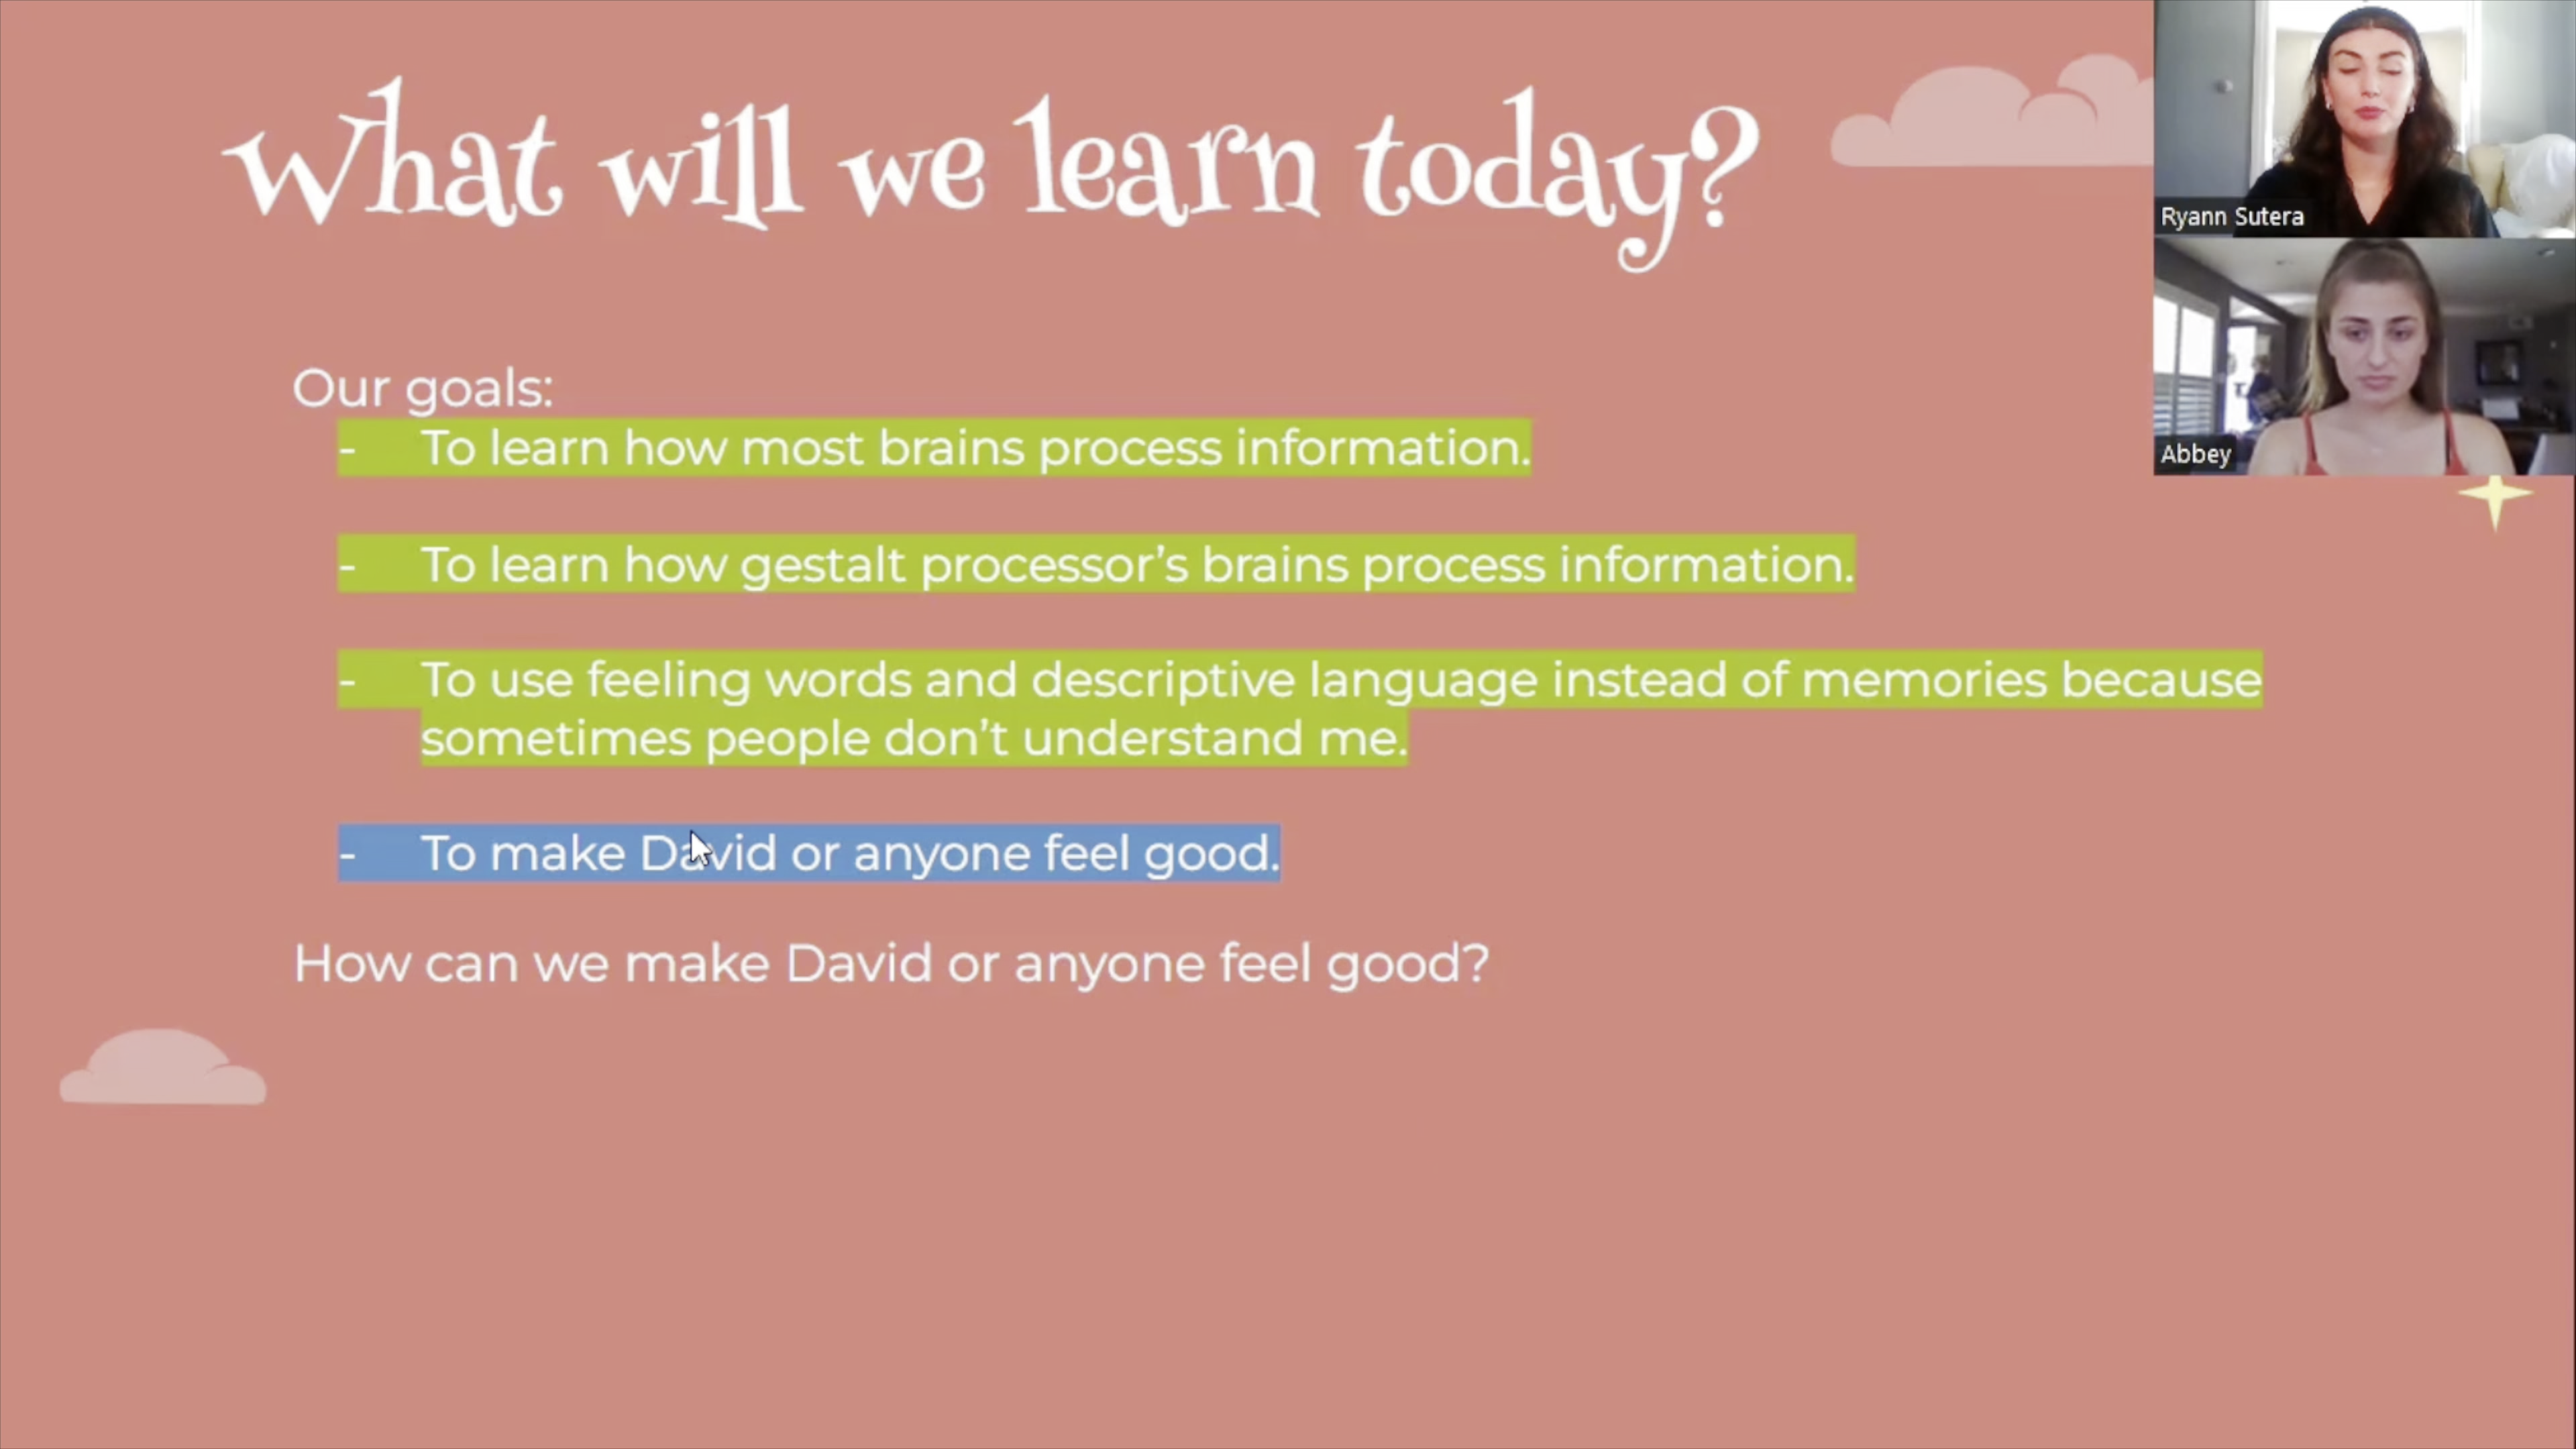 What will we learn today?
Ryann Sutera
Abbey
Our goals:
- To learn how most brains process information.
- To learn how gestalt processor’s brains process information.
- To use feeling words and descriptive language instead of memories because
sometimes people don’t understand me.
- To make David or anyone feel good.
How can we make David or anyone feel good?